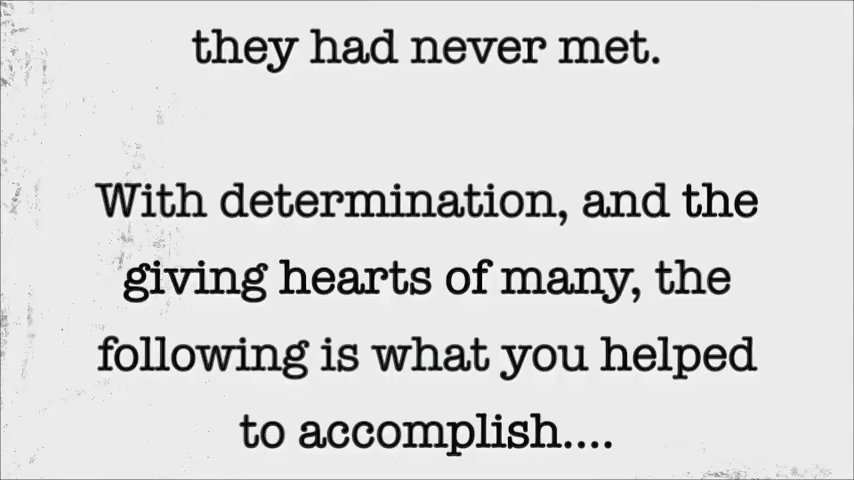 they had never met.
With determination, and the
giving hearts of many, the
following is what you helped
to accomplish....